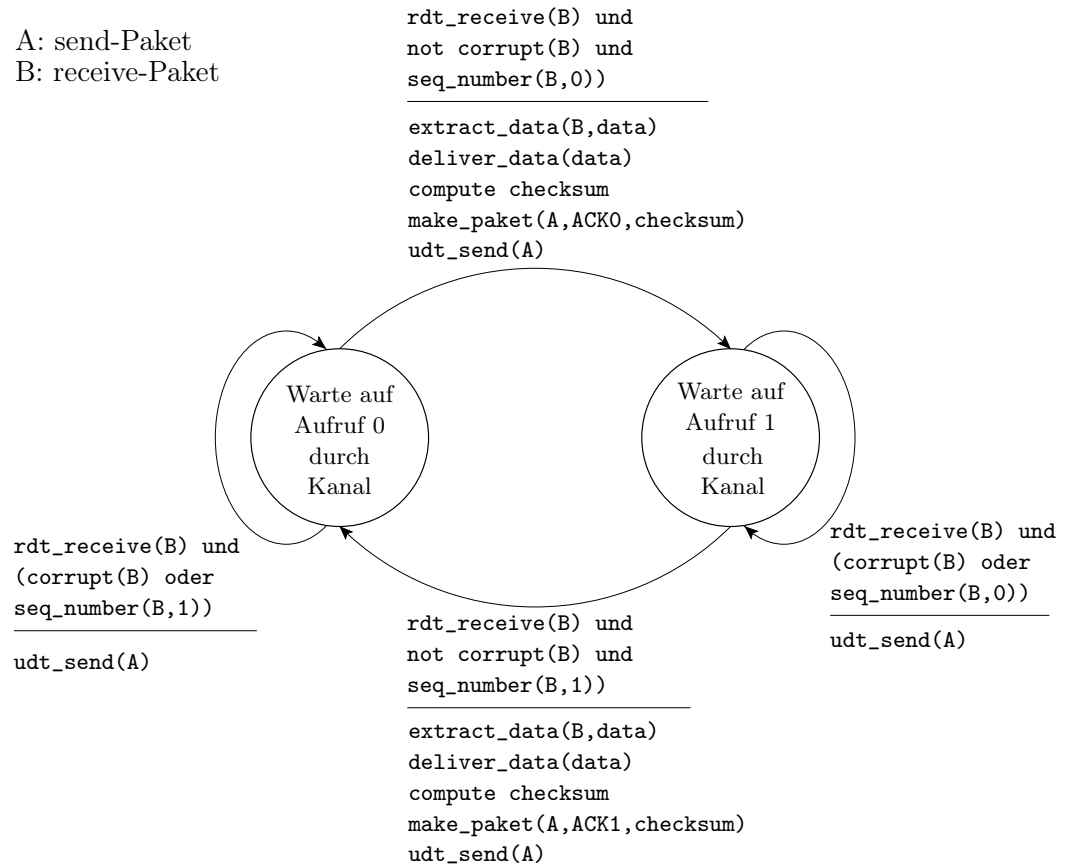 A: send-Paket
B: receive-Paket
rdt_receive(B) und
not corrupt(B) und
seq_number(B,0))
extract_data(B,data)
deliver_data(data)
compute checksum
make_paket(A,ACK0,checksum)
udt_send(A)
Warte auf
Aufruf 0
durch
Kanal
Warte auf
Aufruf 1
durch
Kanal
rdt_receive(B) und
(corrupt(B) oder
seq_number(B,1))
udt_send(A)
rdt_receive(B) und
(corrupt(B) oder
seq_number(B,0))
udt_send(A)
rdt_receive(B) und
not corrupt(B) und
seq_number(B,1))
extract_data(B,data)
deliver_data(data)
compute checksum
make_paket(A,ACK1,checksum)
udt_send(A)